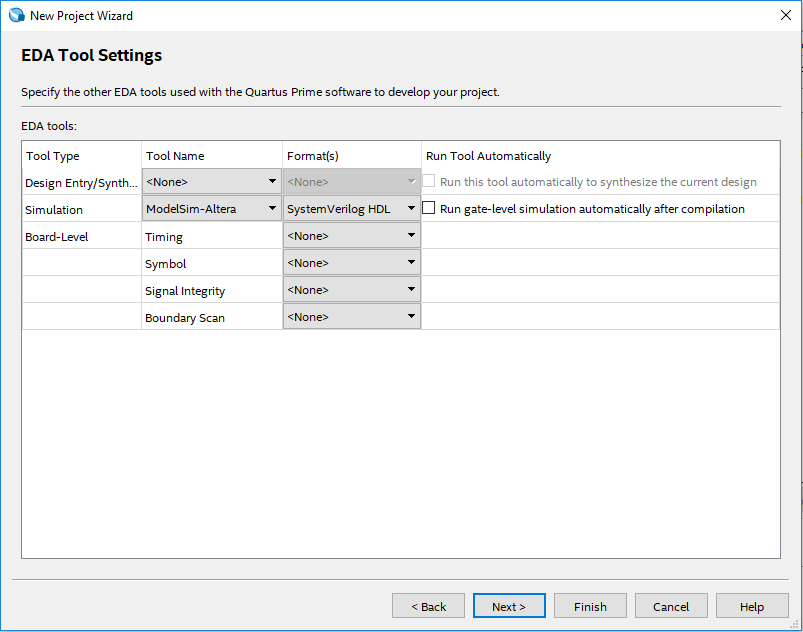 New Project Wizard
EDA Tool Settings
Specify the other EDA tools used with the Quartus Prime software to develop your project.
EDA tools:
Tool Type Tool Name Format(s) Run Tool Automatically
Design Entry/Synth... <None> <None> Run this tool automatically to synthesize the current design
Simulation ModelSim-Altera SystemVerilog HDL Run gate-level simulation automatically after compilation
Board-Level Timing <None>
Symbol <None>
Signal Integrity <None>
Boundary Scan <None>
< Back Next > Finish Cancel Help